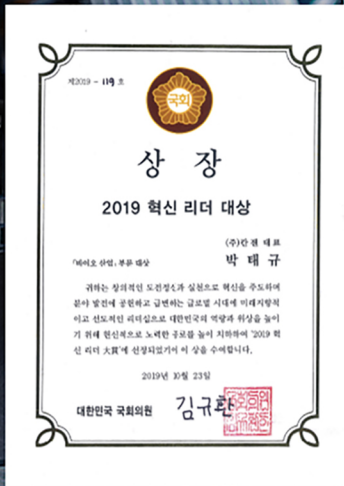 제2019 - 119 호
국회
상 장
2019 혁신 리더 대상
(주)칸젠 대표
「바이오 산업」 부문 대상
박 태 규
귀하는 창의적인 도전정신과 실천으로 혁신을 주도하여
분야 발전에 공헌하고 급변하는 글로벌 시대에 미래지향적
이고 선도적인 리더십으로 대한민국의 역량과 위상을 높이
기 위해 헌신적으로 노력한 공로를 높이 치하하여 '2019 혁
신 리더 大賞'에 선정되었기에 이 상을 수여합니다.
2019년 10월 23일
대한민국 국회의원 김규환